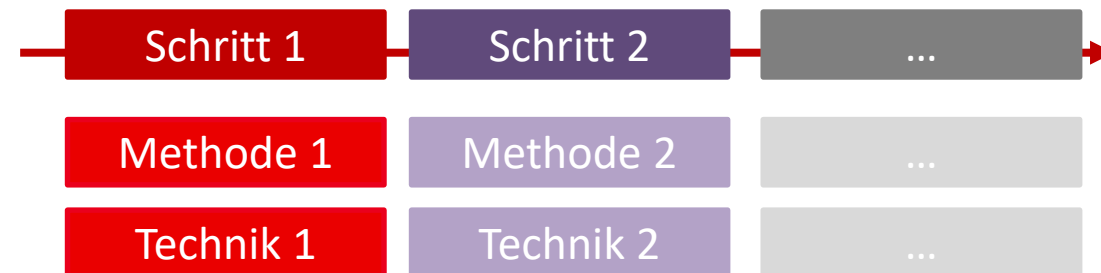 Schritt 1 Schritt 2 ...
Methode 1 Methode 2 ...
Technik 1 Technik 2 ...